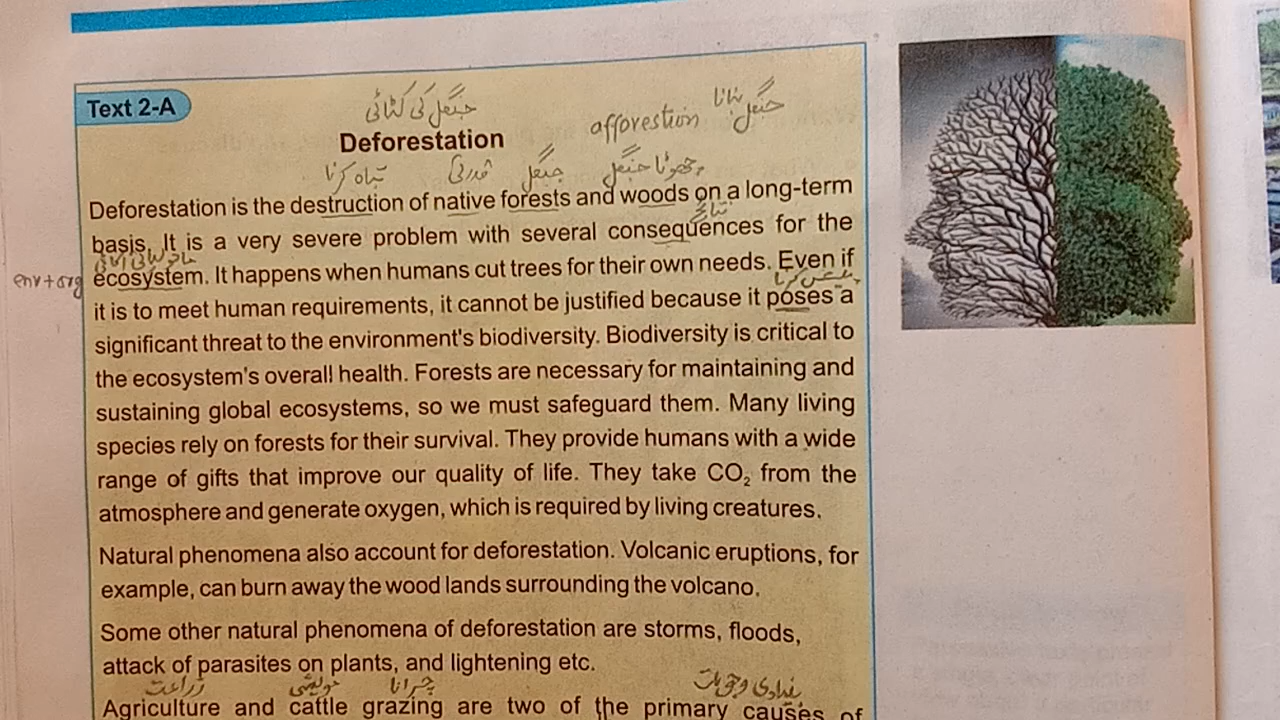 Text 2-A
جنگل کی کٹائی
afforestion جنگل بنانا
Deforestation
تباہ کرنا قدرتی جنگل چھوٹا جنگل
Deforestation is the destruction of native forests and woods on a long-term
نتائج
basis. It is a very severe problem with several consequences for the
env+org ecosystem. It happens when humans cut trees for their own needs. Even if
پیش کرنا
it is to meet human requirements, it cannot be justified because it poses a
significant threat to the environment's biodiversity. Biodiversity is critical to
the ecosystem's overall health. Forests are necessary for maintaining and
sustaining global ecosystems, so we must safeguard them. Many living
species rely on forests for their survival. They provide humans with a wide
range of gifts that improve our quality of life. They take CO₂ from the
atmosphere and generate oxygen, which is required by living creatures.
Natural phenomena also account for deforestation. Volcanic eruptions, for
example, can burn away the wood lands surrounding the volcano.
Some other natural phenomena of deforestation are storms, floods,
attack of parasites on plants, and lightening etc.
زراعت مویشی چرانا بنیادی وجوہات
Agriculture and cattle grazing are two of the primary causes of